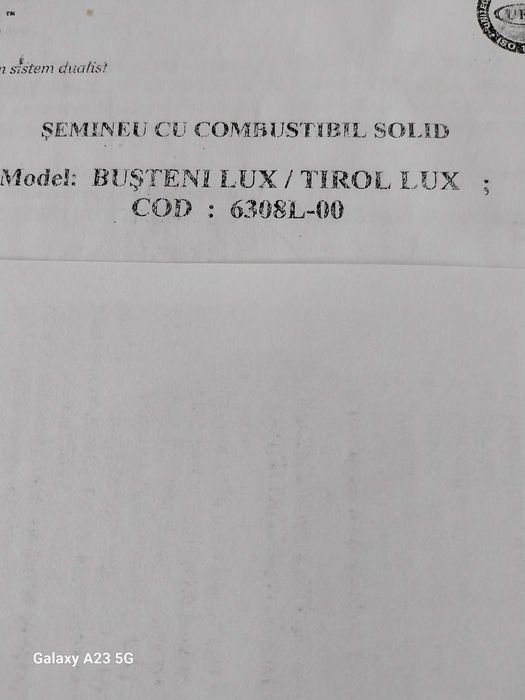 ™
n sistem dualist
ŞEMINEU CU COMBUSTIBIL SOLID
Model: BUŞTENI LUX / TIROL LUX ;
COD : 6308L-00
Galaxy A23 5G